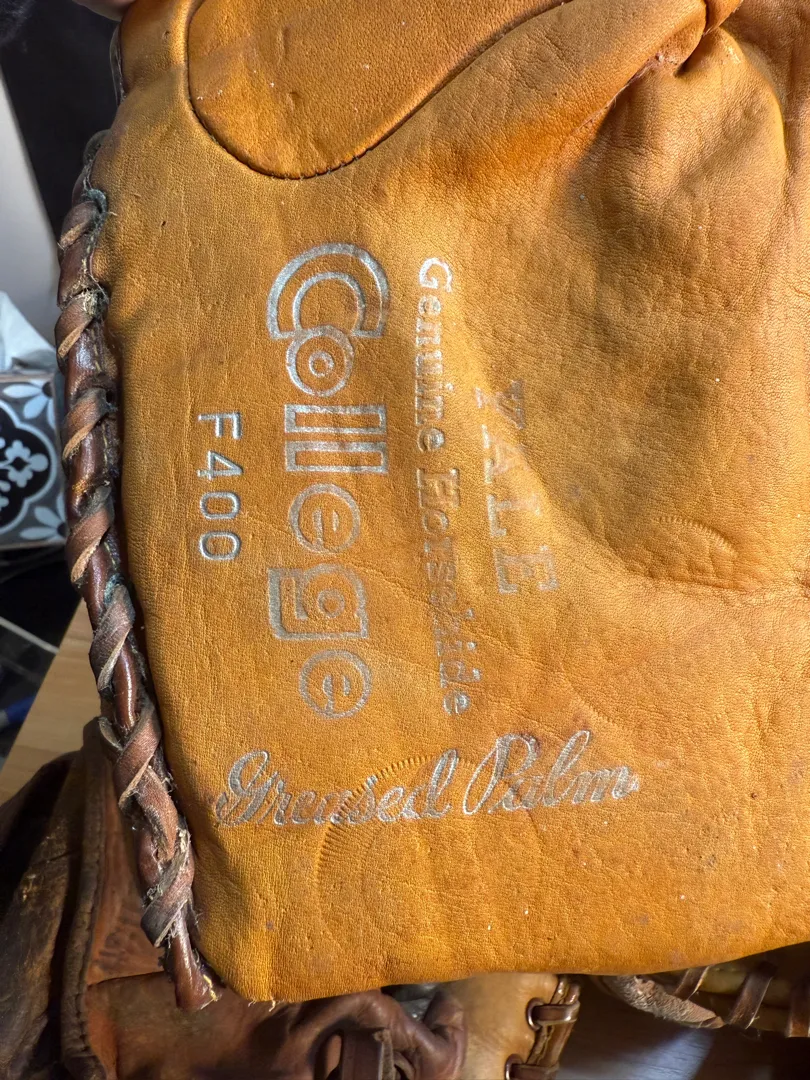 YALE
Genuine Horsehide
College
F400
Greased Palm